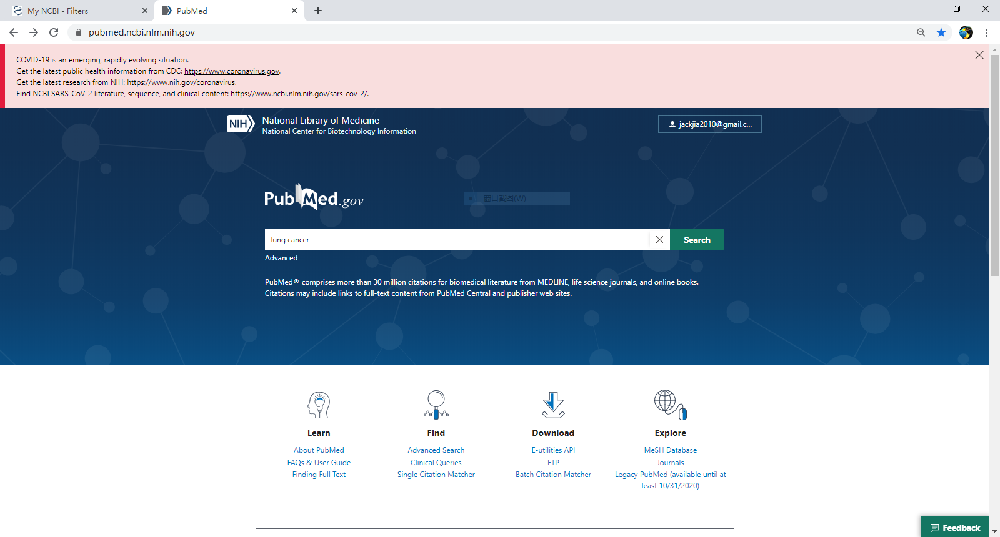 My NCBI - Filters
PubMed
pubmed.ncbi.nlm.nih.gov
COVID-19 is an emerging, rapidly evolving situation.
Get the latest public health information from CDC: https://www.coronavirus.gov.
Get the latest research from NIH: https://www.nih.gov/coronavirus.
Find NCBI SARS-CoV-2 literature, sequence, and clinical content: https://www.ncbi.nlm.nih.gov/sars-cov-2/.
NIH
National Library of Medicine
National Center for Biotechnology Information
jackjia2010@gmail.c...
PubMed.gov
窗口截图(W)
lung cancer
Search
Advanced
PubMed® comprises more than 30 million citations for biomedical literature from MEDLINE, life science journals, and online books.
Citations may include links to full-text content from PubMed Central and publisher web sites.
Learn
About PubMed
FAQs & User Guide
Finding Full Text
Find
Advanced Search
Clinical Queries
Single Citation Matcher
Download
E-utilities API
FTP
Batch Citation Matcher
Explore
MeSH Database
Journals
Legacy PubMed (available until at
least 10/31/2020)
Feedback